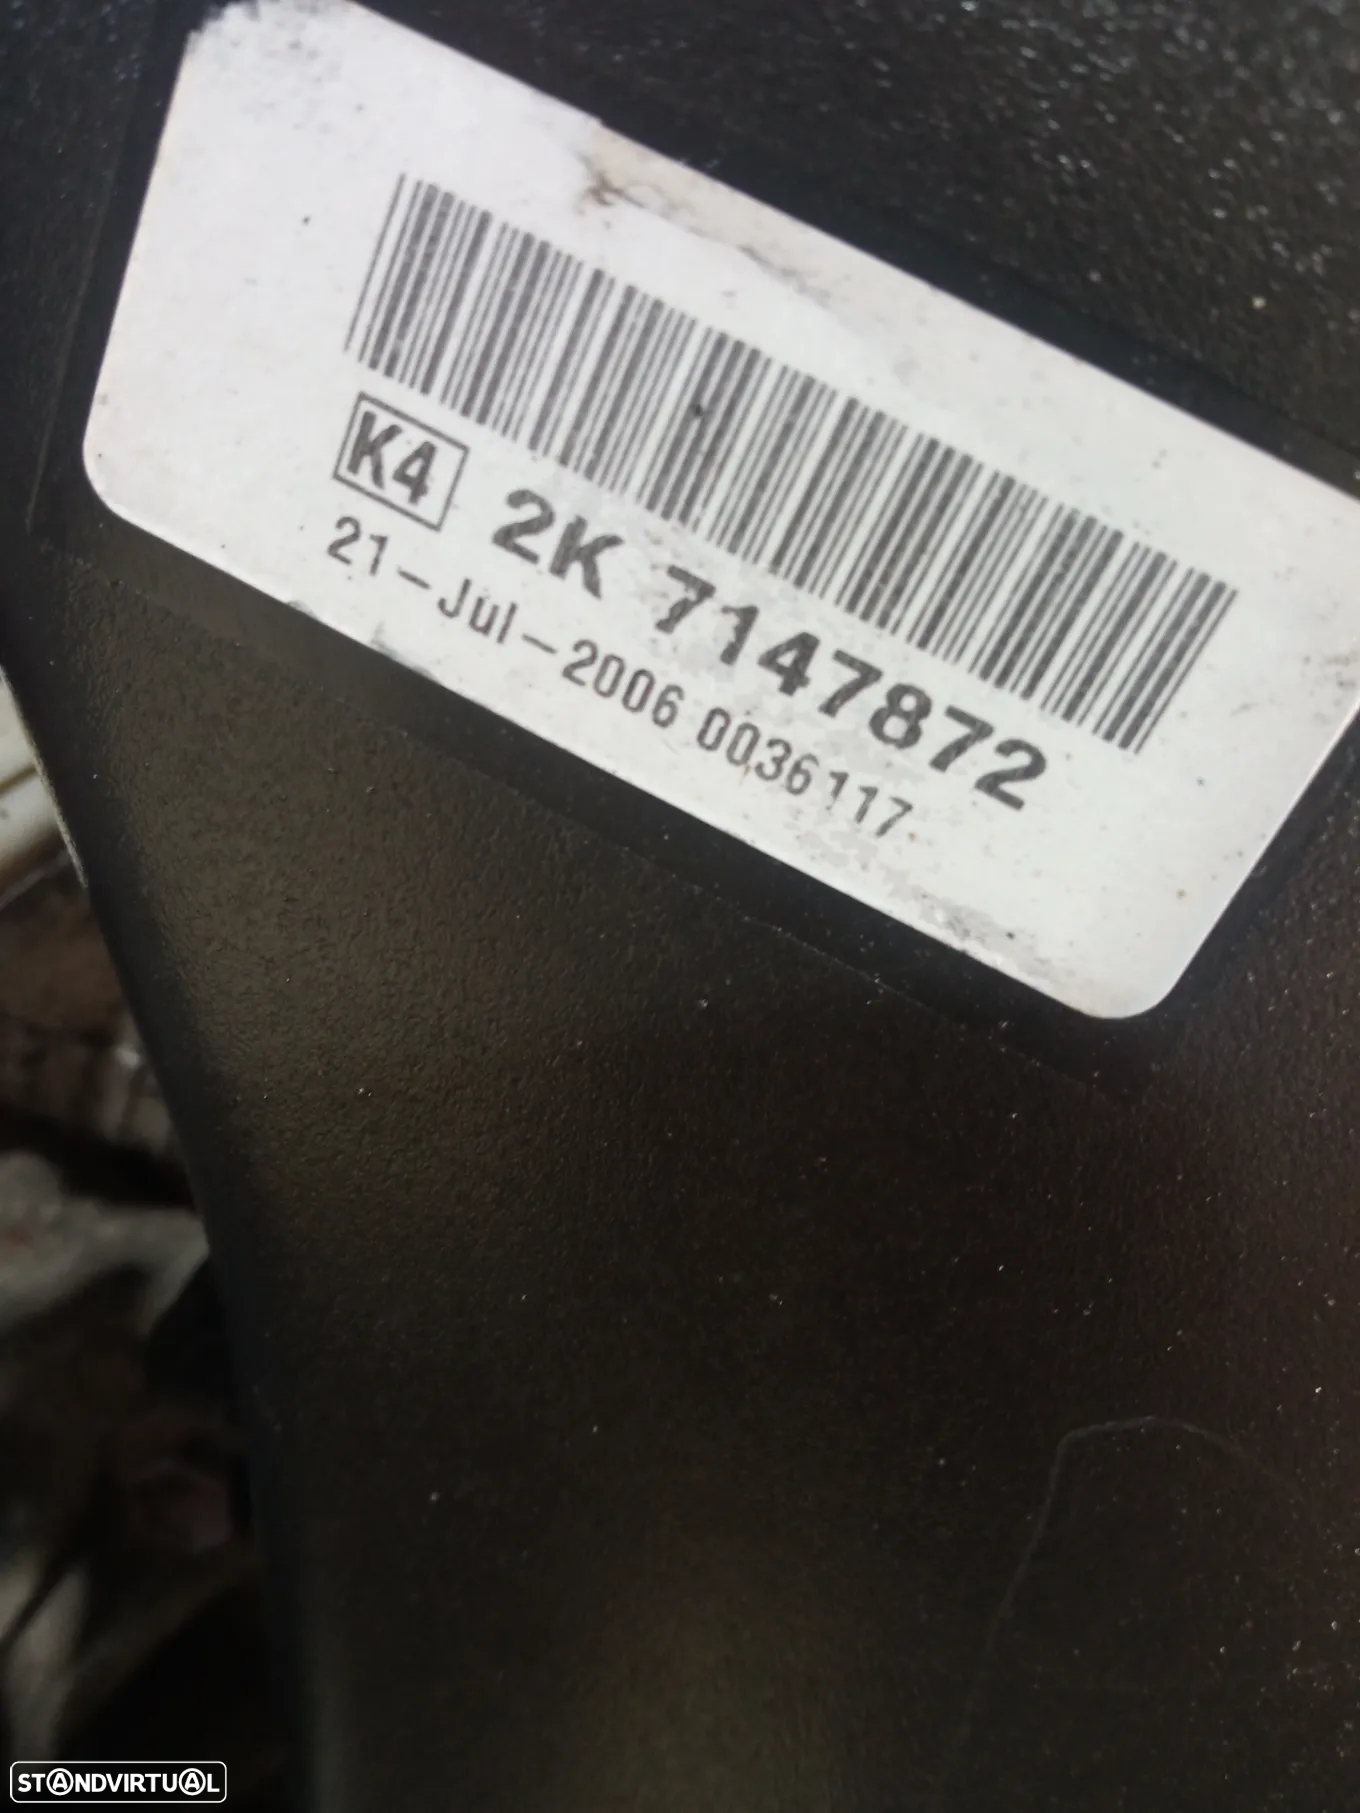 K4 2K 7147872
21-Jul-2006 0036117
STANDVIRTUAL